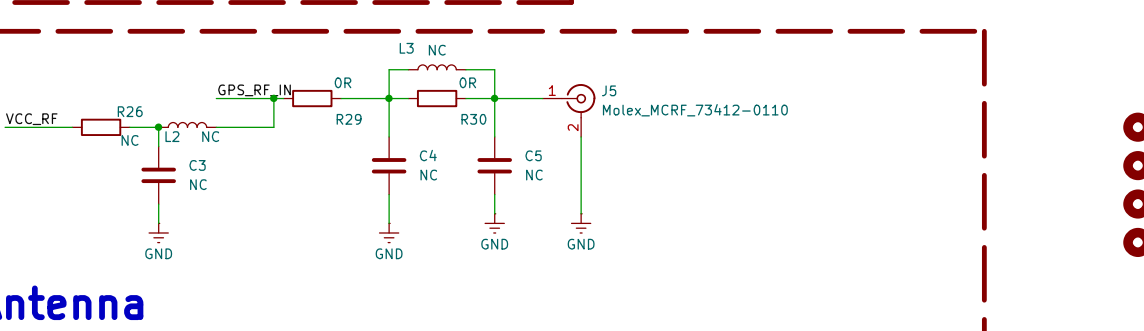 L3 NC
GPS_RF_IN 0R 0R
1 J5
Molex_MCRF_73412-0110
VCC_RF R26 R29 R30
2
NC L2 NC
C3
NC
C4
NC
C5
NC
GND GND GND GND
ntenna